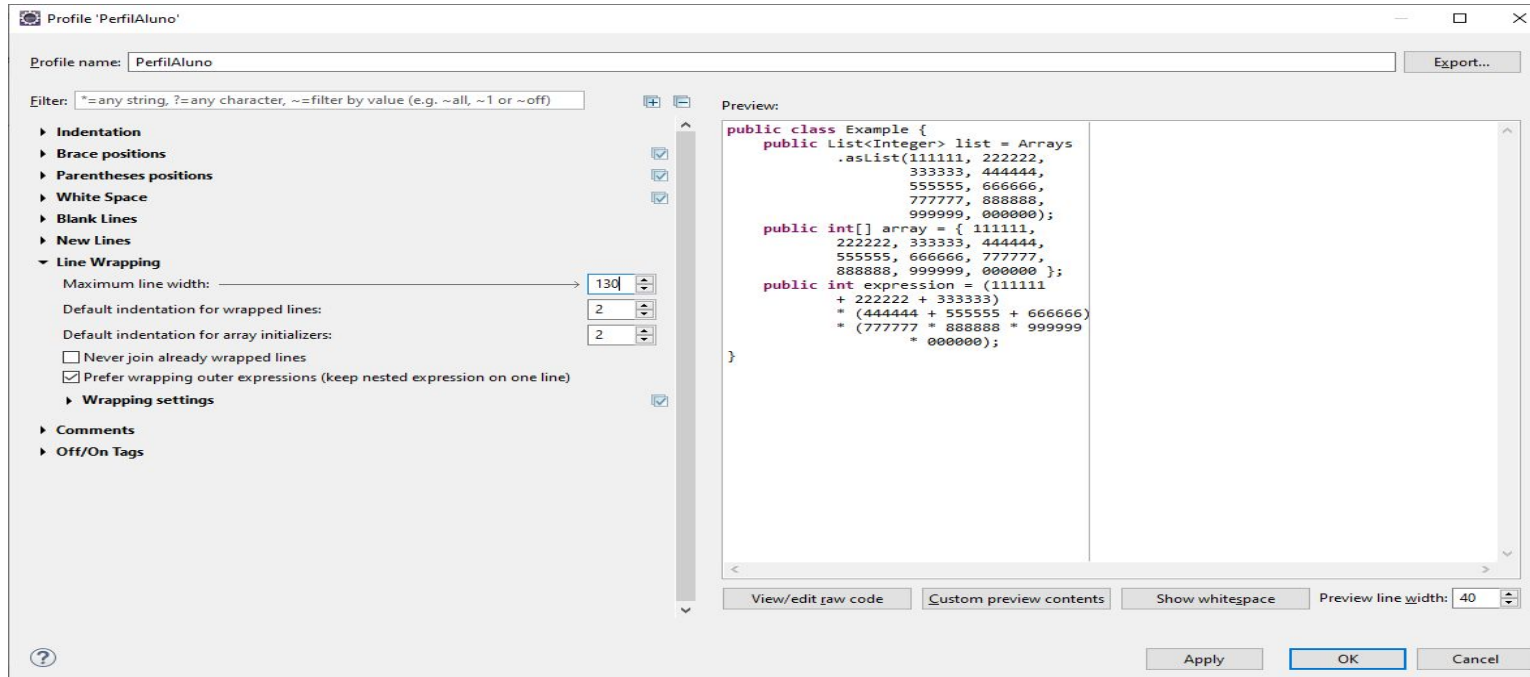 Profile 'PerfilAluno'
Profile name: PerfilAluno
Export...
Filter: *=any string, ?=any character, ~=filter by value (e.g. ~all, ~1 or ~off)
Indentation
Brace positions
Parentheses positions
White Space
Blank Lines
New Lines
Line Wrapping
Maximum line width: 130
Default indentation for wrapped lines: 2
Default indentation for array initializers: 2
Never join already wrapped lines
Prefer wrapping outer expressions (keep nested expression on one line)
Wrapping settings
Comments
Off/On Tags
Preview:
public class Example {
    public List<Integer> list = Arrays
            .asList(111111, 222222,
                    333333, 444444,
                    555555, 666666,
                    777777, 888888,
                    999999, 000000);
    public int[] array = { 111111,
            222222, 333333, 444444,
            555555, 666666, 777777,
            888888, 999999, 000000 };
    public int expression = (111111
            + 222222 + 333333)
            * (444444 + 555555 + 666666)
            * (777777 * 888888 * 999999
                    * 000000);
}
View/edit raw code
Custom preview contents
Show whitespace
Preview line width: 40
?
Apply
OK
Cancel